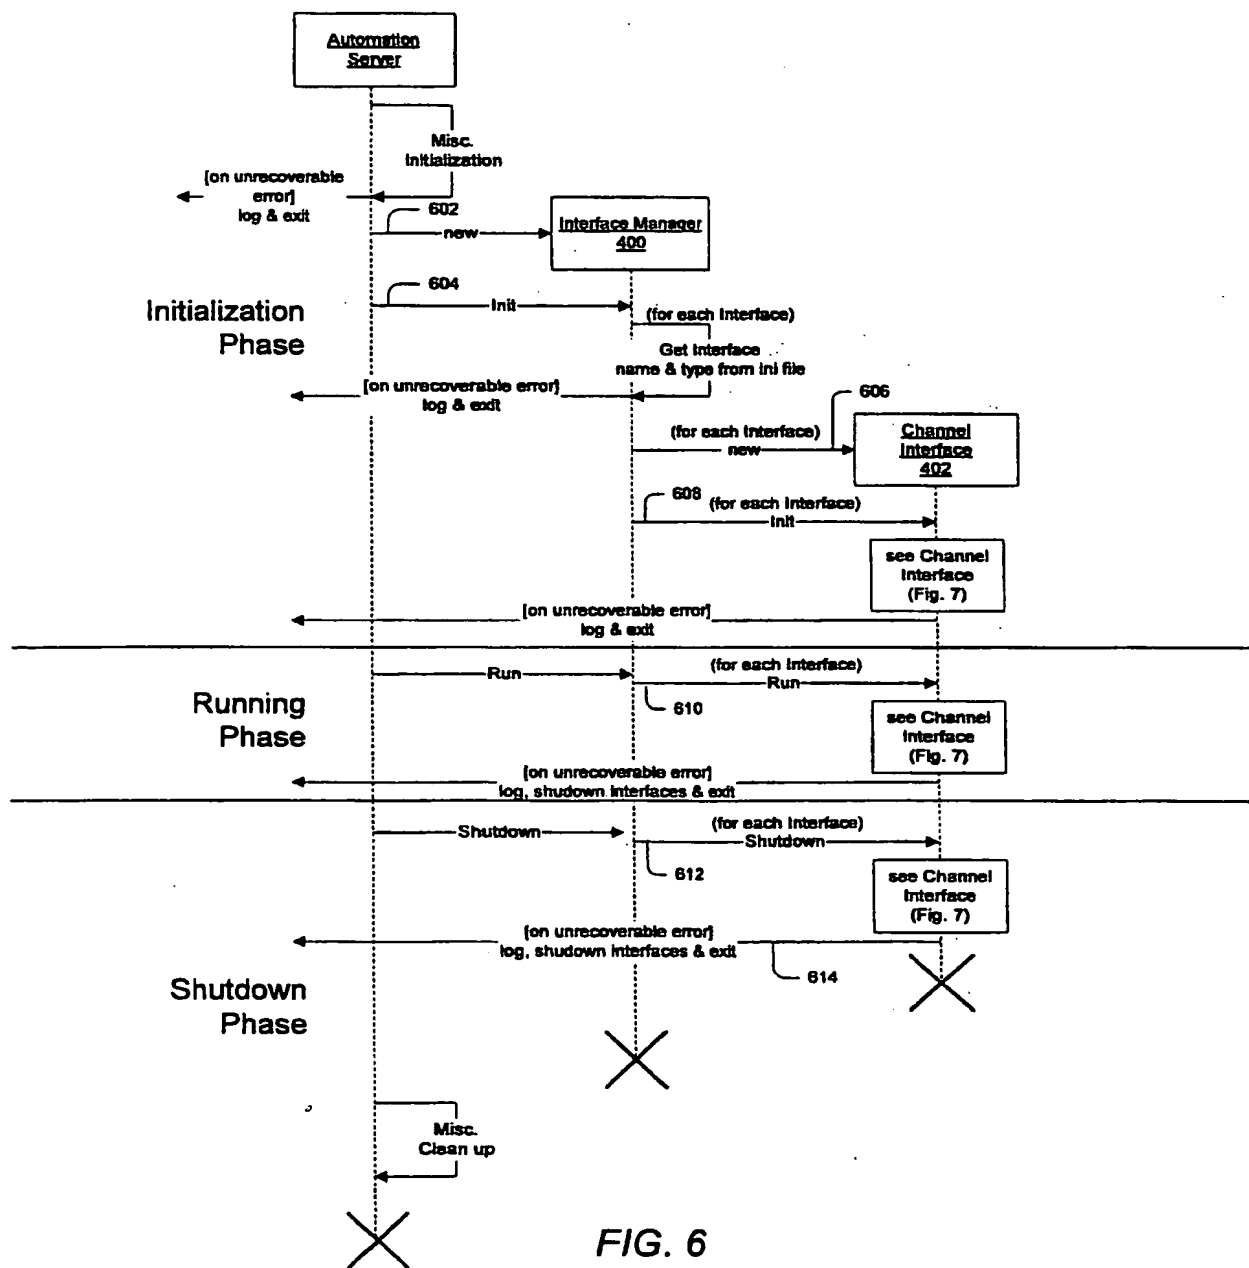 Automation
Server
Misc.
Initialization
[on unrecoverable
error]
log & exit
602
new
Interface Manager
400
604
Init
Initialization
Phase
(for each Interface)
Get Interface
name & type from ini file
[on unrecoverable error]
log & exit
606
(for each Interface)
new
Channel
Interface
402
608
(for each Interface)
Init
see Channel
Interface
(Fig. 7)
[on unrecoverable error]
log & exit
Running
Phase
Run
(for each Interface)
Run
610
see Channel
Interface
(Fig. 7)
[on unrecoverable error]
log, shudown interfaces & exit
Shutdown
(for each Interface)
Shutdown
612
see Channel
Interface
(Fig. 7)
[on unrecoverable error]
log, shudown interfaces & exit
614
Shutdown
Phase
Misc.
Clean up
FIG. 6